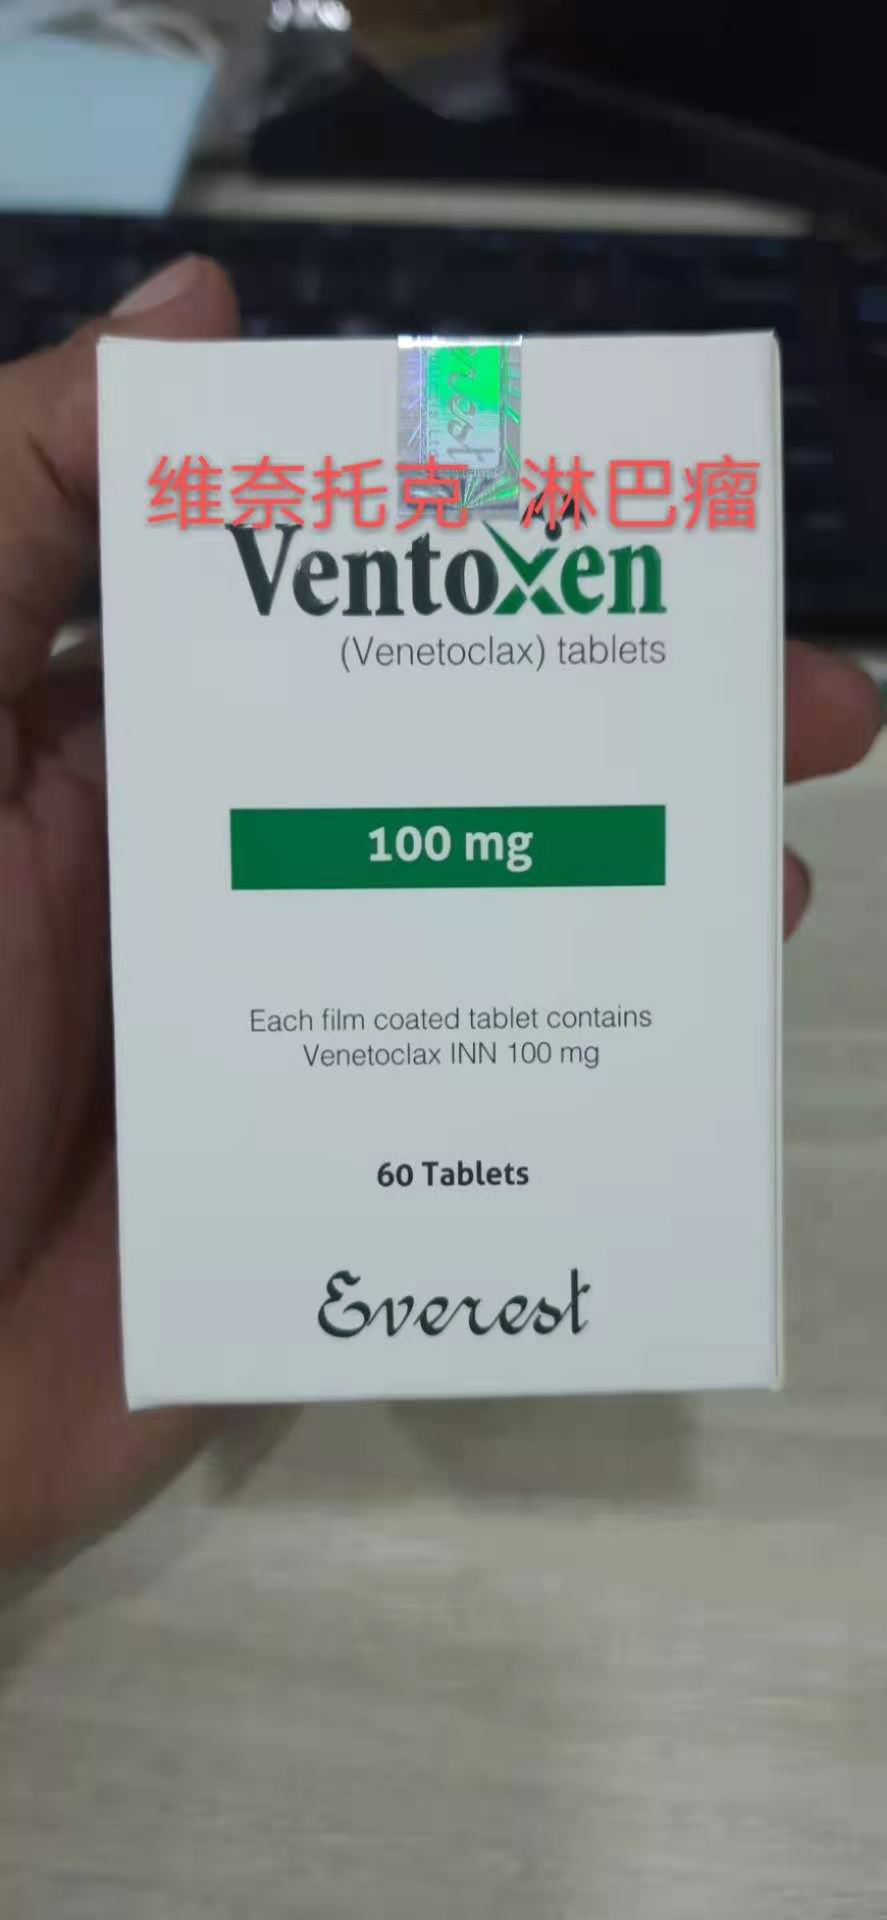 维奈托克 淋巴瘤
Ventoxen
(Venetoclax) tablets
100 mg
Each film coated tablet contains
Venetoclax INN 100 mg
60 Tablets
Everest